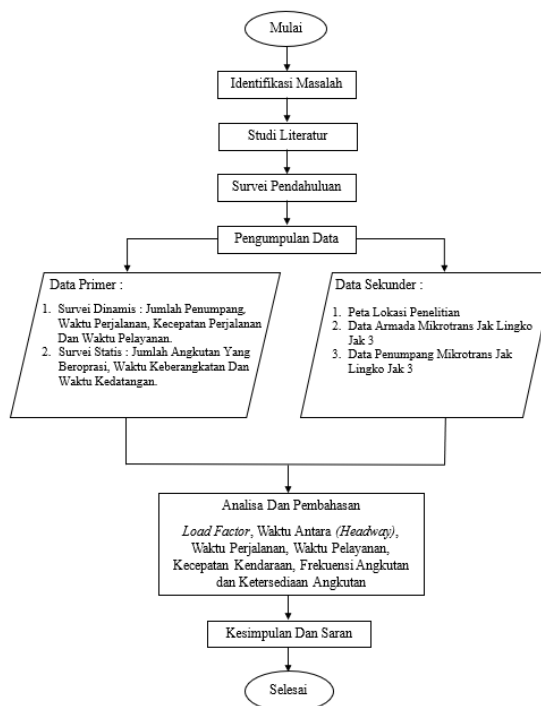 Mulai
Identifikasi Masalah
Studi Literatur
Survei Pendahuluan
Pengumpulan Data
Data Primer :
1. Survei Dinamis : Jumlah Penumpang,
Waktu Perjalanan, Kecepatan Perjalanan
Dan Waktu Pelayanan.
2. Survei Statis : Jumlah Angkutan Yang
Beroprasi, Waktu Keberangkatan Dan
Waktu Kedatangan.
Data Sekunder :
1. Peta Lokasi Penelitian
2. Data Armada Mikrotrans Jak Lingko
Jak 3
3. Data Penumpang Mikrotrans Jak
Lingko Jak 3
Analisa Dan Pembahasan
Load Factor, Waktu Antara (Headway),
Waktu Perjalanan, Waktu Pelayanan,
Kecepatan Kendaraan, Frekuensi Angkutan
dan Ketersediaan Angkutan
Kesimpulan Dan Saran
Selesai